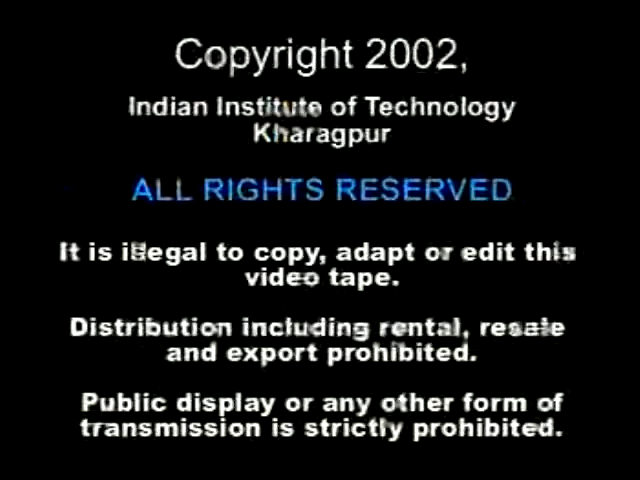 Copyright 2002,
Indian Institute of Technology
Kharagpur
ALL RIGHTS RESERVED
It is illegal to copy, adapt or edit this
video tape.
Distribution including rental, resale
and export prohibited.
Public display or any other form of
transmission is strictly prohibited.